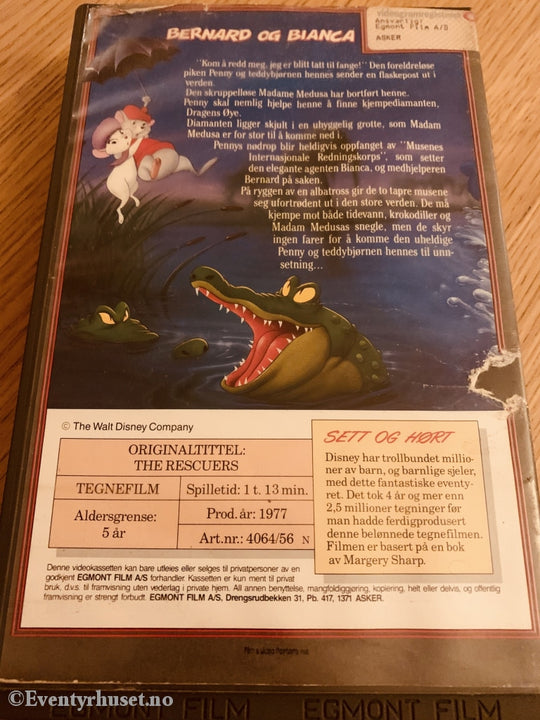 BERNARD OG BIANCA
videogramregistreret
Ansvarlig:
Egmont Film A/S
ASKER
"Kom å redd meg, jeg er blitt tatt til fange!" Den foreldreløse
piken Penny og teddybjørnen hennes sender en flaskepost ut i
verden.
Den skruppelløse Madame Medusa har bortført henne.
Penny skal nemlig hjelpe henne å finne kjempediamanten,
Dragens Øye.
Diamanten ligger skjult i en uhyggelig grotte, som Madam
Medusa er for stor til å komme ned i.
Pennys nødrop blir heldigvis oppfanget av "Musenes
Internasjonale Redningskorps", som setter
den elegante agenten Bianca, og medhjelperen
Bernard på saken.
På ryggen av en albatross gir de to tapre musene
seg ufortrødent ut i den store verden. De må
kjempe mot både tidevann, krokodiller og
Madam Medusas snegle, men de skyr
ingen farer for å komme den uheldige
Penny og teddybjørnen hennes til unn-
setning...
© The Walt Disney Company
ORIGINALTITTEL:
THE RESCUERS
TEGNEFILM
Spilletid: 1 t. 13 min.
Aldersgrense:
5 år
Prod.år: 1977
Art.nr.: 4064/56 N
SETT OG HØRT
Disney har trollbundet millio-
ner av barn, og barnlige sjeler,
med dette fantastiske eventy-
ret. Det tok 4 år og mer enn
2,5 millioner tegninger før
man hadde ferdigprodusert
denne belønnede tegnefilmen.
Filmen er basert på en bok
av Margery Sharp.
Denne videokassetten kan bare utleies eller selges til privatpersoner av en
godkjent EGMONT FILM A/S forhandler. Kassetten er kun ment til privat
bruk, d.v.s. til framvisning uten vederlag i private hjem. All annen benyttelse, mangfoldiggjøring, kopiering, helt eller delvis, og offentlig
framvisning er strengt forbudt. EGMONT FILM A/S, Drengsrudbekken 31, Pb. 417, 1371 ASKER.
©Eventyrhuset.no
EGMONT FILM
EGMONT FILM